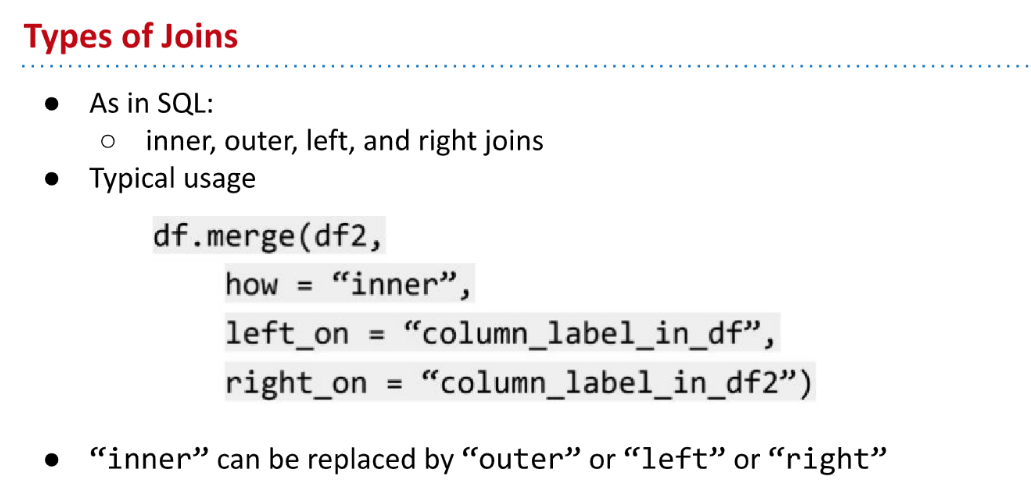 Types of Joins
● As in SQL:
○ inner, outer, left, and right joins
● Typical usage
df.merge(df2,
how = “inner”,
left_on = “column_label_in_df”,
right_on = “column_label_in_df2”)
● “inner” can be replaced by “outer” or “left” or “right”